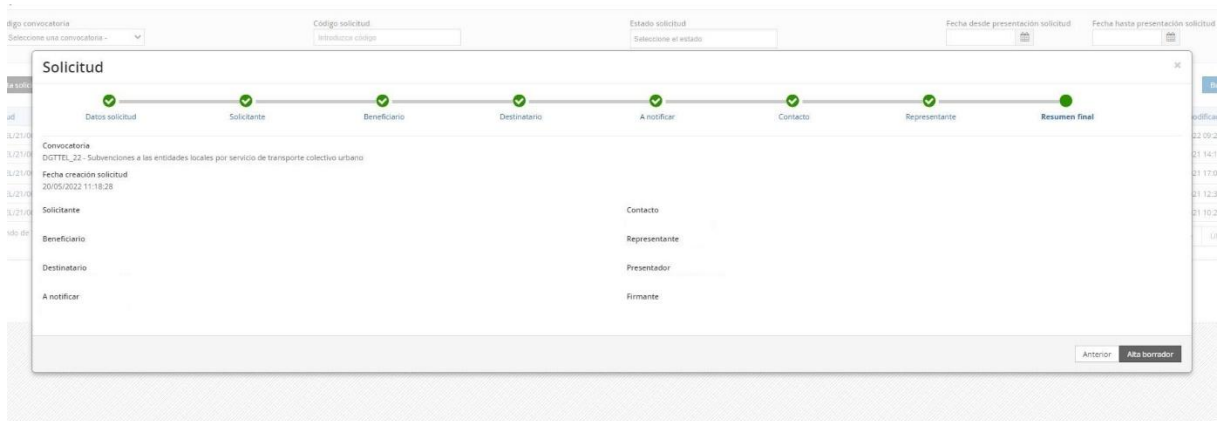 digo convocatoria
Código solicitud
Estado solicitud
Fecha desde presentación solicitud
Fecha hasta presentación solicitud
Seleccione una convocatoria -
Introduzca código
Seleccione el estado
Solicitud
×
Datos solicitud
Solicitante
Beneficiario
Destinatario
A notificar
Contacto
Representante
Resumen final
Convocatoria
DGTTEL_22 - Subvenciones a las entidades locales por servicio de transporte colectivo urbano
Fecha creación solicitud
20/05/2022 11:18:28
Solicitante
Contacto
Beneficiario
Representante
Destinatario
Presentador
A notificar
Firmante
Anterior
Alta borrador